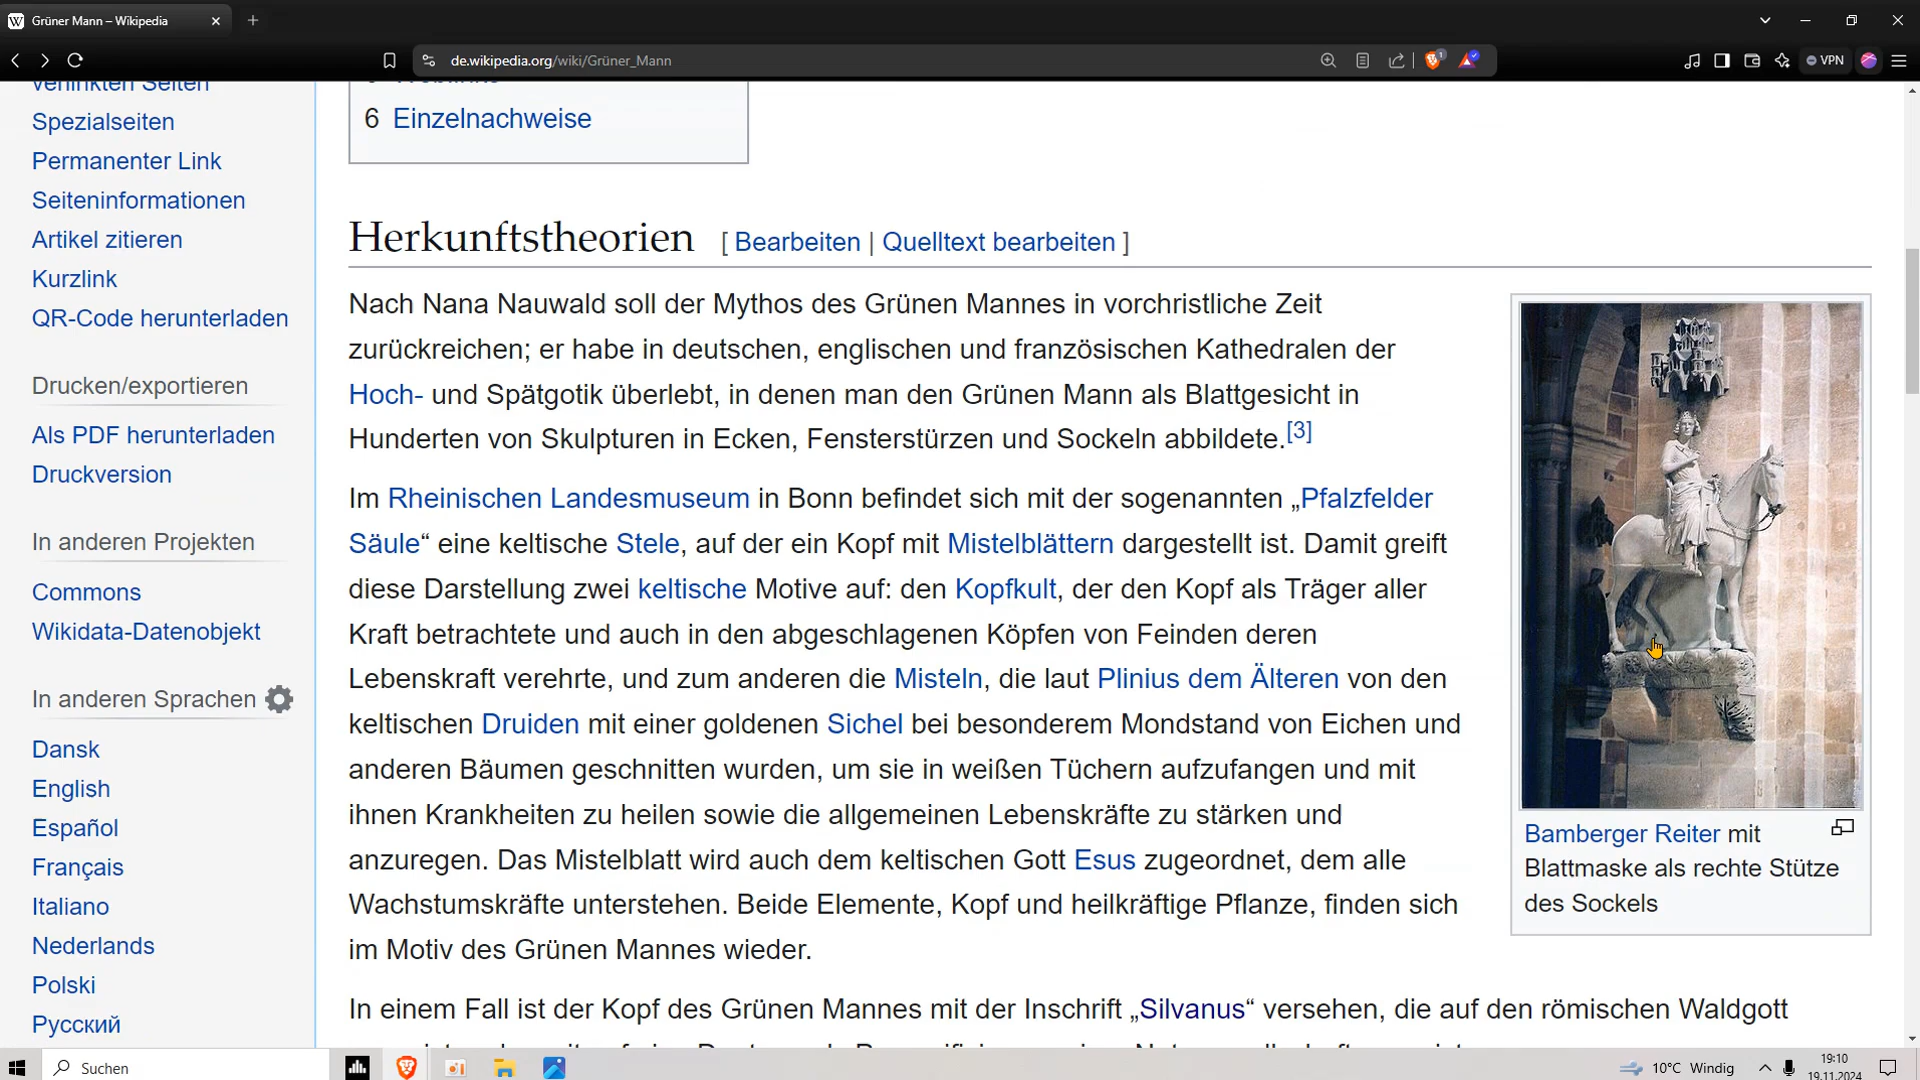 Grüner Mann – Wikipedia
de.wikipedia.org/wiki/Grüner_Mann
VPN
verlinkten Seiten
Spezialseiten
Permanenter Link
Seiteninformationen
Artikel zitieren
Kurzlink
QR-Code herunterladen
Drucken/exportieren
Als PDF herunterladen
Druckversion
In anderen Projekten
Commons
Wikidata-Datenobjekt
In anderen Sprachen
Dansk
English
Español
Français
Italiano
Nederlands
Polski
Русский
6 Einzelnachweise
Herkunftstheorien [ Bearbeiten | Quelltext bearbeiten ]
Nach Nana Nauwald soll der Mythos des Grünen Mannes in vorchristliche Zeit
zurückreichen; er habe in deutschen, englischen und französischen Kathedralen der
Hoch- und Spätgotik überlebt, in denen man den Grünen Mann als Blattgesicht in
Hunderten von Skulpturen in Ecken, Fensterstürzen und Sockeln abbildete.[3]
Im Rheinischen Landesmuseum in Bonn befindet sich mit der sogenannten „Pfalzfelder
Säule“ eine keltische Stele, auf der ein Kopf mit Mistelblättern dargestellt ist. Damit greift
diese Darstellung zwei keltische Motive auf: den Kopfkult, der den Kopf als Träger aller
Kraft betrachtete und auch in den abgeschlagenen Köpfen von Feinden deren
Lebenskraft verehrte, und zum anderen die Misteln, die laut Plinius dem Älteren von den
keltischen Druiden mit einer goldenen Sichel bei besonderem Mondstand von Eichen und
anderen Bäumen geschnitten wurden, um sie in weißen Tüchern aufzufangen und mit
ihnen Krankheiten zu heilen sowie die allgemeinen Lebenskräfte zu stärken und
anzuregen. Das Mistelblatt wird auch dem keltischen Gott Esus zugeordnet, dem alle
Wachstumskräfte unterstehen. Beide Elemente, Kopf und heilkräftige Pflanze, finden sich
im Motiv des Grünen Mannes wieder.
In einem Fall ist der Kopf des Grünen Mannes mit der Inschrift „Silvanus“ versehen, die auf den römischen Waldgott
Bamberger Reiter mit
Blattmaske als rechte Stütze
des Sockels
Suchen
10°C Windig
19:10
19.11.2024